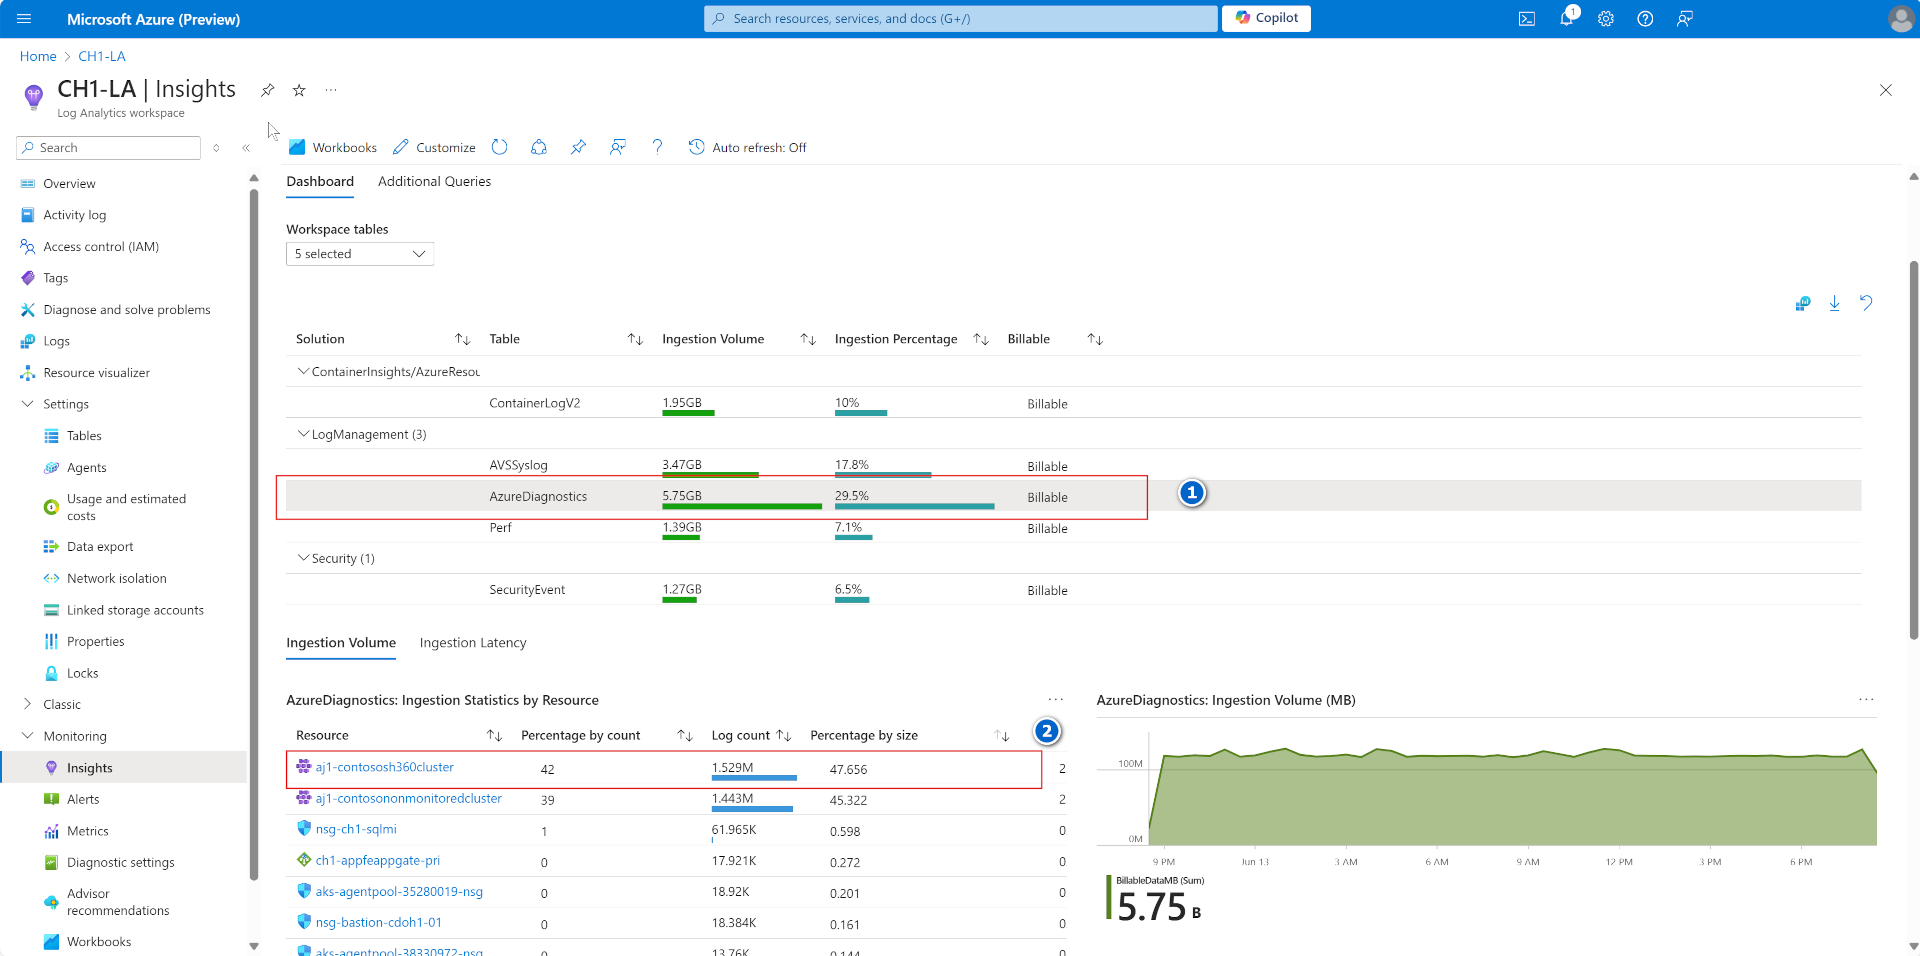 Microsoft Azure (Preview)
Search resources, services, and docs (G+/)
Copilot
1
Home > CH1-LA
CH1-LA | Insights
Log Analytics workspace
Search
Workbooks
Customize
Auto refresh: Off
Overview
Activity log
Access control (IAM)
Tags
Diagnose and solve problems
Logs
Resource visualizer
Settings
Tables
Agents
Usage and estimated
costs
Data export
Network isolation
Linked storage accounts
Properties
Locks
Classic
Monitoring
Insights
Alerts
Metrics
Diagnostic settings
Advisor
recommendations
Workbooks
Dashboard Additional Queries
Workspace tables
5 selected
Solution Table Ingestion Volume Ingestion Percentage Billable
ContainerInsights/AzureResou
ContainerLogV2 1.95GB 10% Billable
LogManagement (3)
AVSSyslog 3.47GB 17.8% Billable
AzureDiagnostics 5.75GB 29.5% Billable
1
Perf 1.39GB 7.1% Billable
Security (1)
SecurityEvent 1.27GB 6.5% Billable
Ingestion Volume Ingestion Latency
AzureDiagnostics: Ingestion Statistics by Resource
Resource Percentage by count Log count Percentage by size
2
aj1-contososh360cluster 42 1.529M 47.656 2
aj1-contosononmonitoredcluster 39 1.443M 45.322 2
nsg-ch1-sqlmi 1 61.965K 0.598 0
ch1-appfeappgate-pri 0 17.921K 0.272 0
aks-agentpool-35280019-nsg 0 18.92K 0.201 0
nsg-bastion-cdoh1-01 0 18.384K 0.161 0
aks-agentpool-38330972-nsg 0 13.76K 0.144 0
AzureDiagnostics: Ingestion Volume (MB)
100M
0M
9 PM Jun 13 3 AM 6 AM 9 AM 12 PM 3 PM 6 PM
BillableDataMB (Sum)
5.75 B